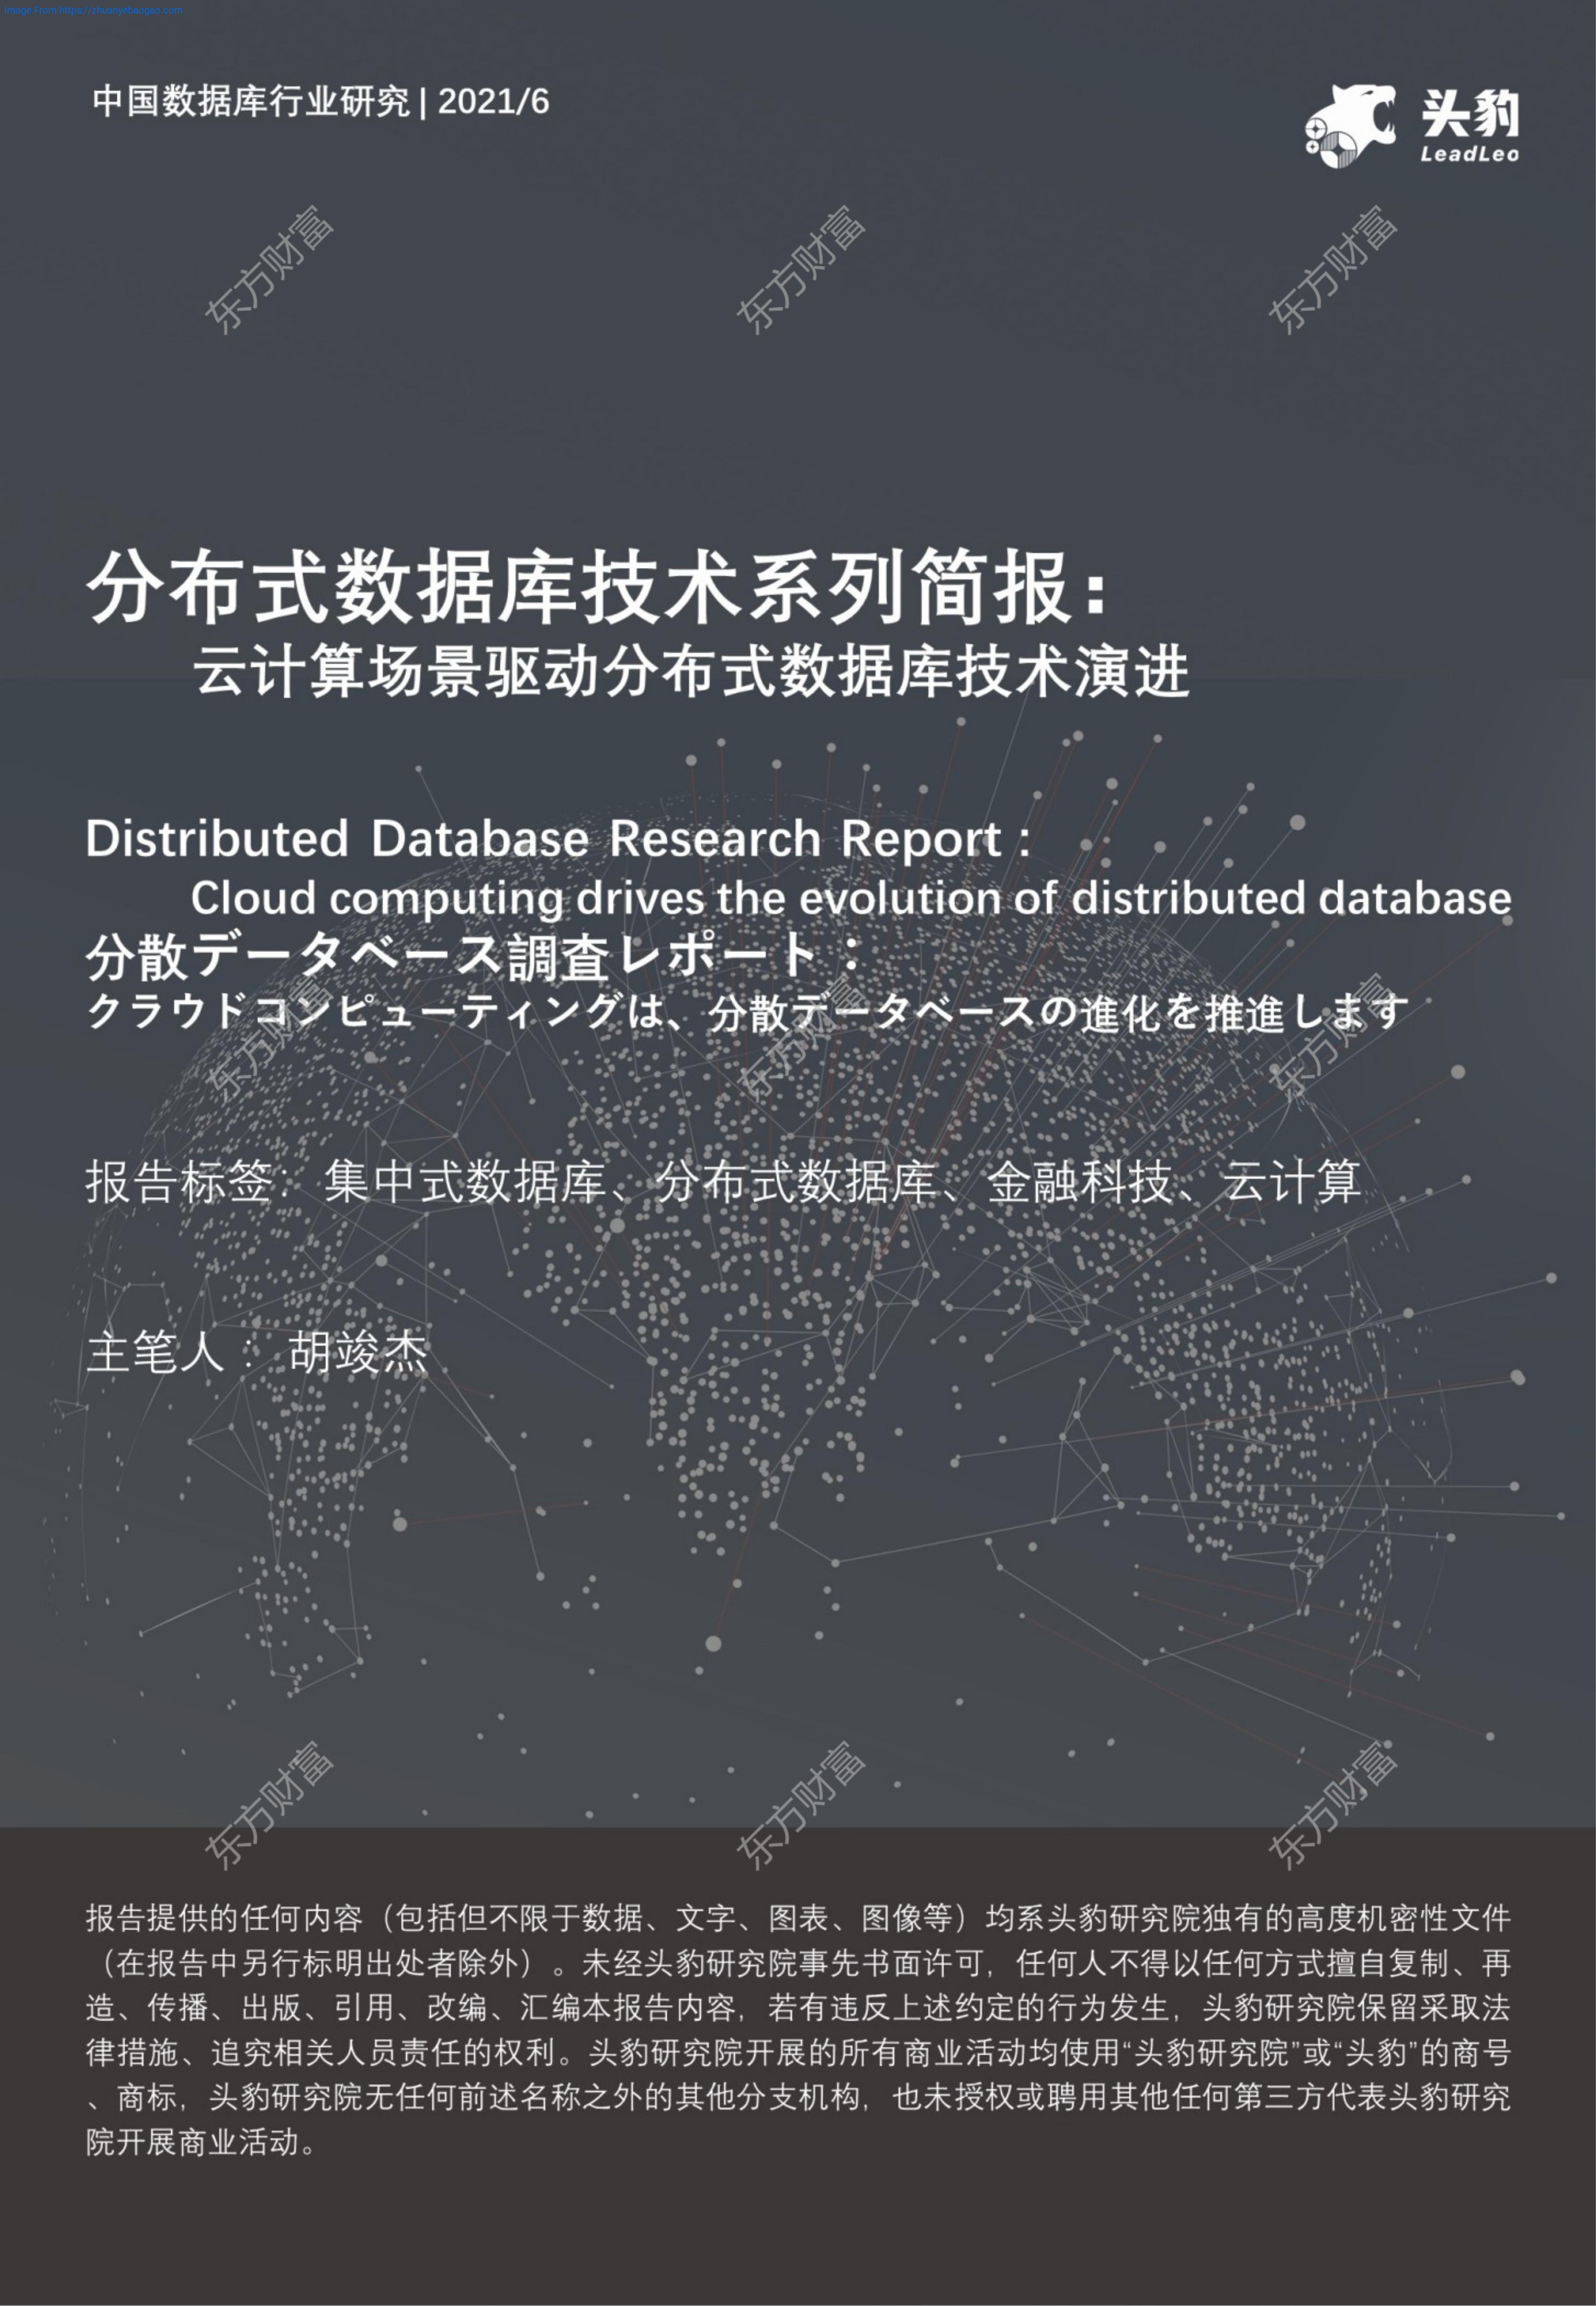 Image From https://zhuanyebaogao.com
中国数据库行业研究 | 2021/6
头豹
LeadLeo
东方财富 东方财富 东方财富
分布式数据库技术系列简报：
云计算场景驱动分布式数据库技术演进
Distributed Database Research Report :
Cloud computing drives the evolution of distributed database
分散データベース調査レポート：
クラウドコンピューティングは、分散データベースの進化を推進します
东方财富 东方财富 东方财富
报告标签：集中式数据库、分布式数据库、金融科技、云计算
主笔人：胡竣杰
东方财富 东方财富 东方财富
报告提供的任何内容（包括但不限于数据、文字、图表、图像等）均系头豹研究院独有的高度机密性文件
（在报告中另行标明出处者除外）。未经头豹研究院事先书面许可，任何人不得以任何方式擅自复制、再
造、传播、出版、引用、改编、汇编本报告内容，若有违反上述约定的行为发生，头豹研究院保留采取法
律措施、追究相关人员责任的权利。头豹研究院开展的所有商业活动均使用“头豹研究院”或“头豹”的商号
、商标，头豹研究院无任何前述名称之外的其他分支机构，也未授权或聘用其他任何第三方代表头豹研究
院开展商业活动。